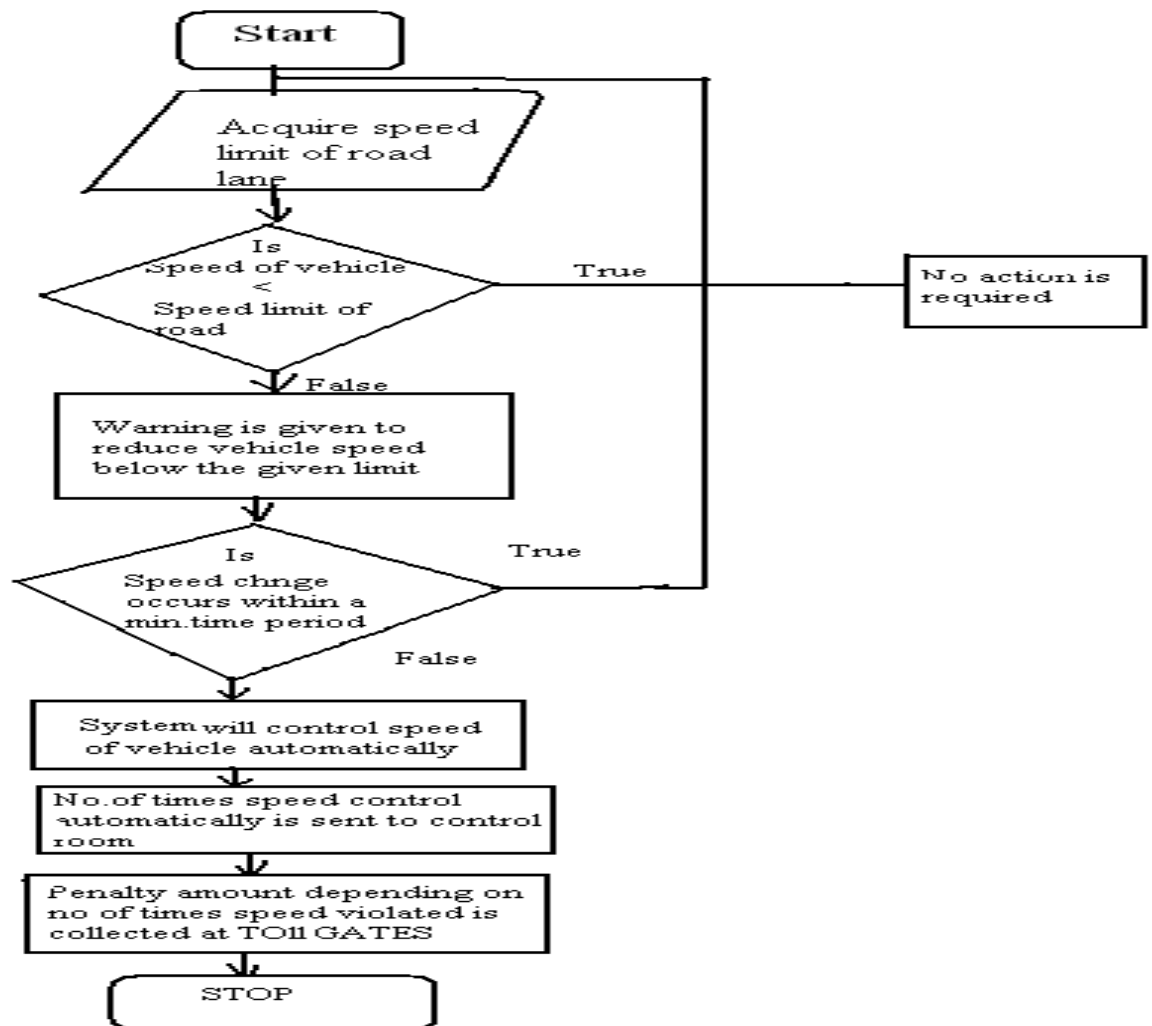 Start
Acquire speed
limit of road
lane
Is
Speed of vehicle
<
Speed limit of
road
True
No action is
required
False
Warning is given to
reduce vehicle speed
below the given limit
Is
Speed chnge
occurs within a
min.time period
True
False
System will control speed
of vehicle automatically
No.of times speed control
automatically is sent to control
room
Penalty amount depending on
no of times speed violated is
collected at TOll GATES
STOP